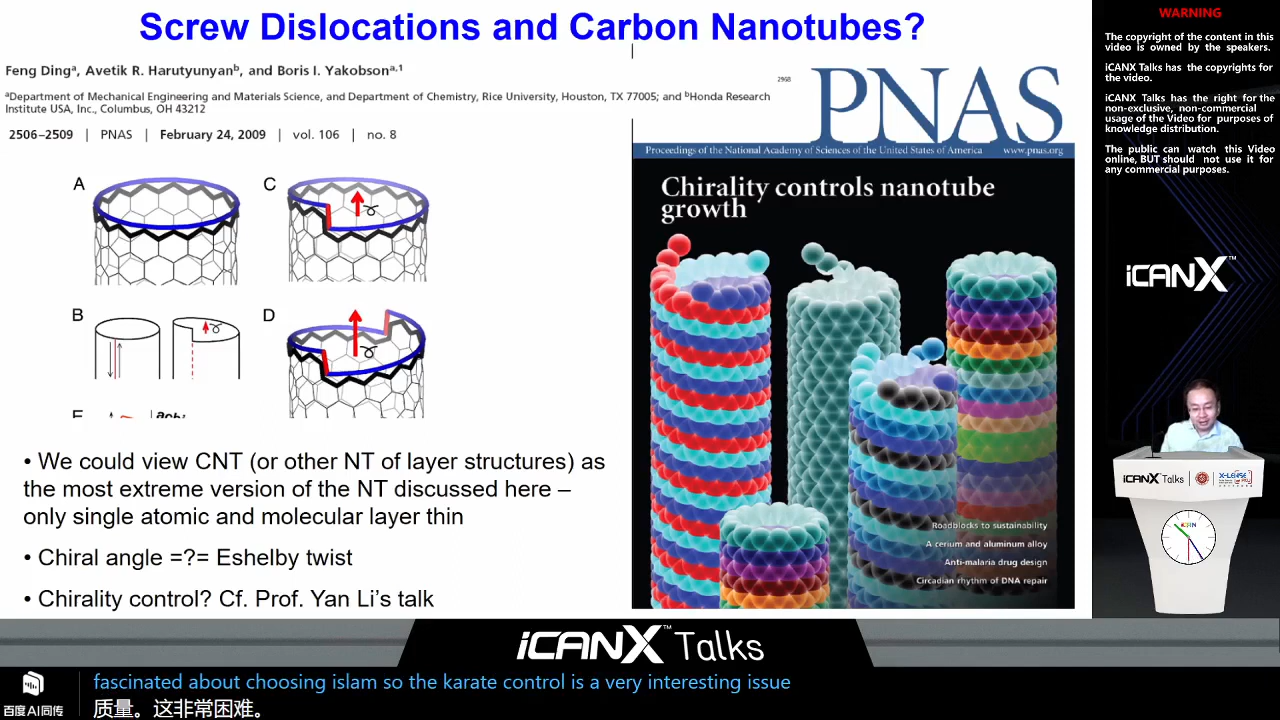 Screw Dislocations and Carbon Nanotubes?
Feng Dingᵃ, Avetik R. Harutyunyanᵇ, and Boris I. Yakobsonᵃ,¹
ᵃDepartment of Mechanical Engineering and Materials Science, and Department of Chemistry, Rice University, Houston, TX 77005; and ᵇHonda Research
Institute USA, Inc., Columbus, OH 43212
2506–2509 | PNAS | February 24, 2009 | vol. 106 | no. 8
A
C
B
D
• We could view CNT (or other NT of layer structures) as
the most extreme version of the NT discussed here –
only single atomic and molecular layer thin
• Chiral angle =?= Eshelby twist
• Chirality control? Cf. Prof. Yan Li's talk
PNAS
Proceedings of the National Academy of Sciences of the United States of America www.pnas.org
Chirality controls nanotube
growth
Roadblocks to sustainability
A cerium and aluminum alloy
Anti-malaria drug design
Circadian rhythm of DNA repair
WARNING
The copyright of the content in this
video is owned by the speakers.
iCANX Talks has the copyrights for
the video.
iCANX Talks has the right for the
non-exclusive, non-commercial
usage of the Video for purposes of
knowledge distribution.
The public can watch this Video
online, BUT should not use it for
any commercial purposes.
iCANX™
iCANX Talks
iCANX™ Talks
fascinated about choosing islam so the karate control is a very interesting issue
质量。这非常困难。
百度AI同传